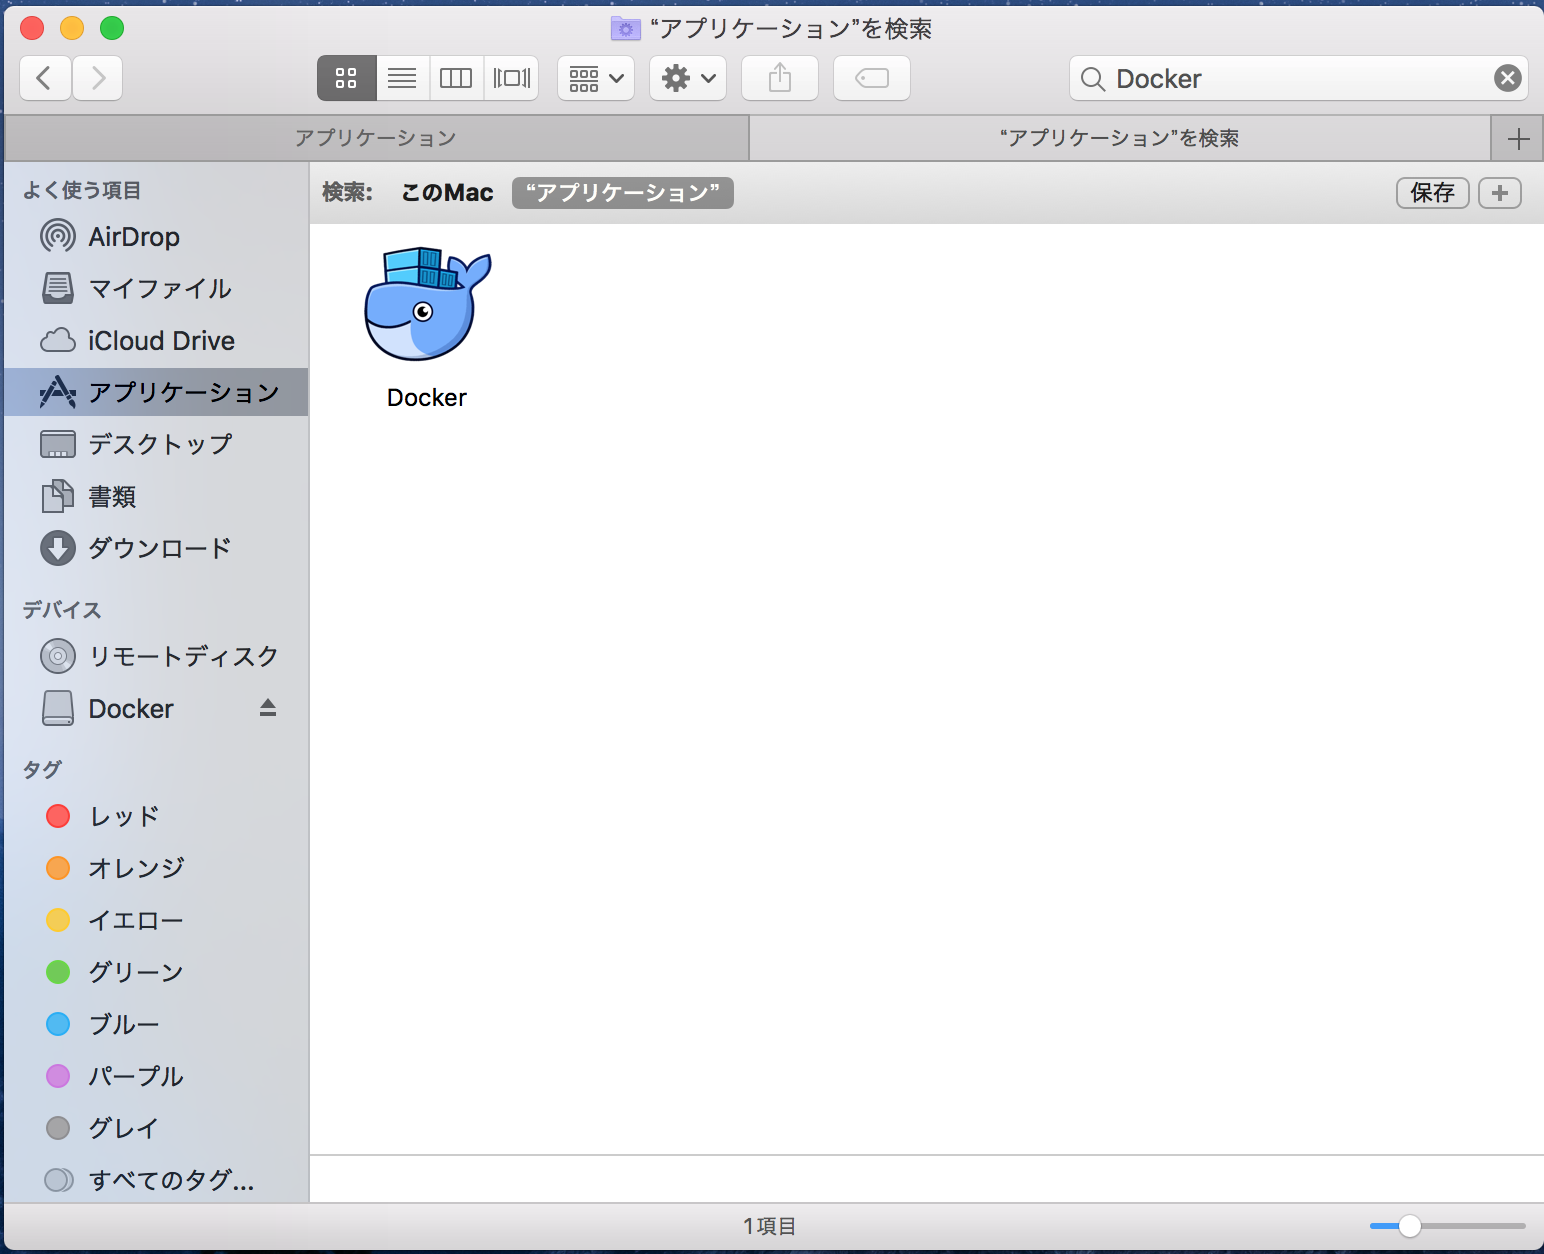 “アプリケーション”を検索
Docker
アプリケーション
“アプリケーション”を検索
よく使う項目
検索: このMac “アプリケーション” 保存
AirDrop
マイファイル
iCloud Drive
アプリケーション
デスクトップ
書類
ダウンロード
デバイス
リモートディスク
Docker
タグ
レッド
オレンジ
イエロー
グリーン
ブルー
パープル
グレイ
すべてのタグ...
Docker
1項目